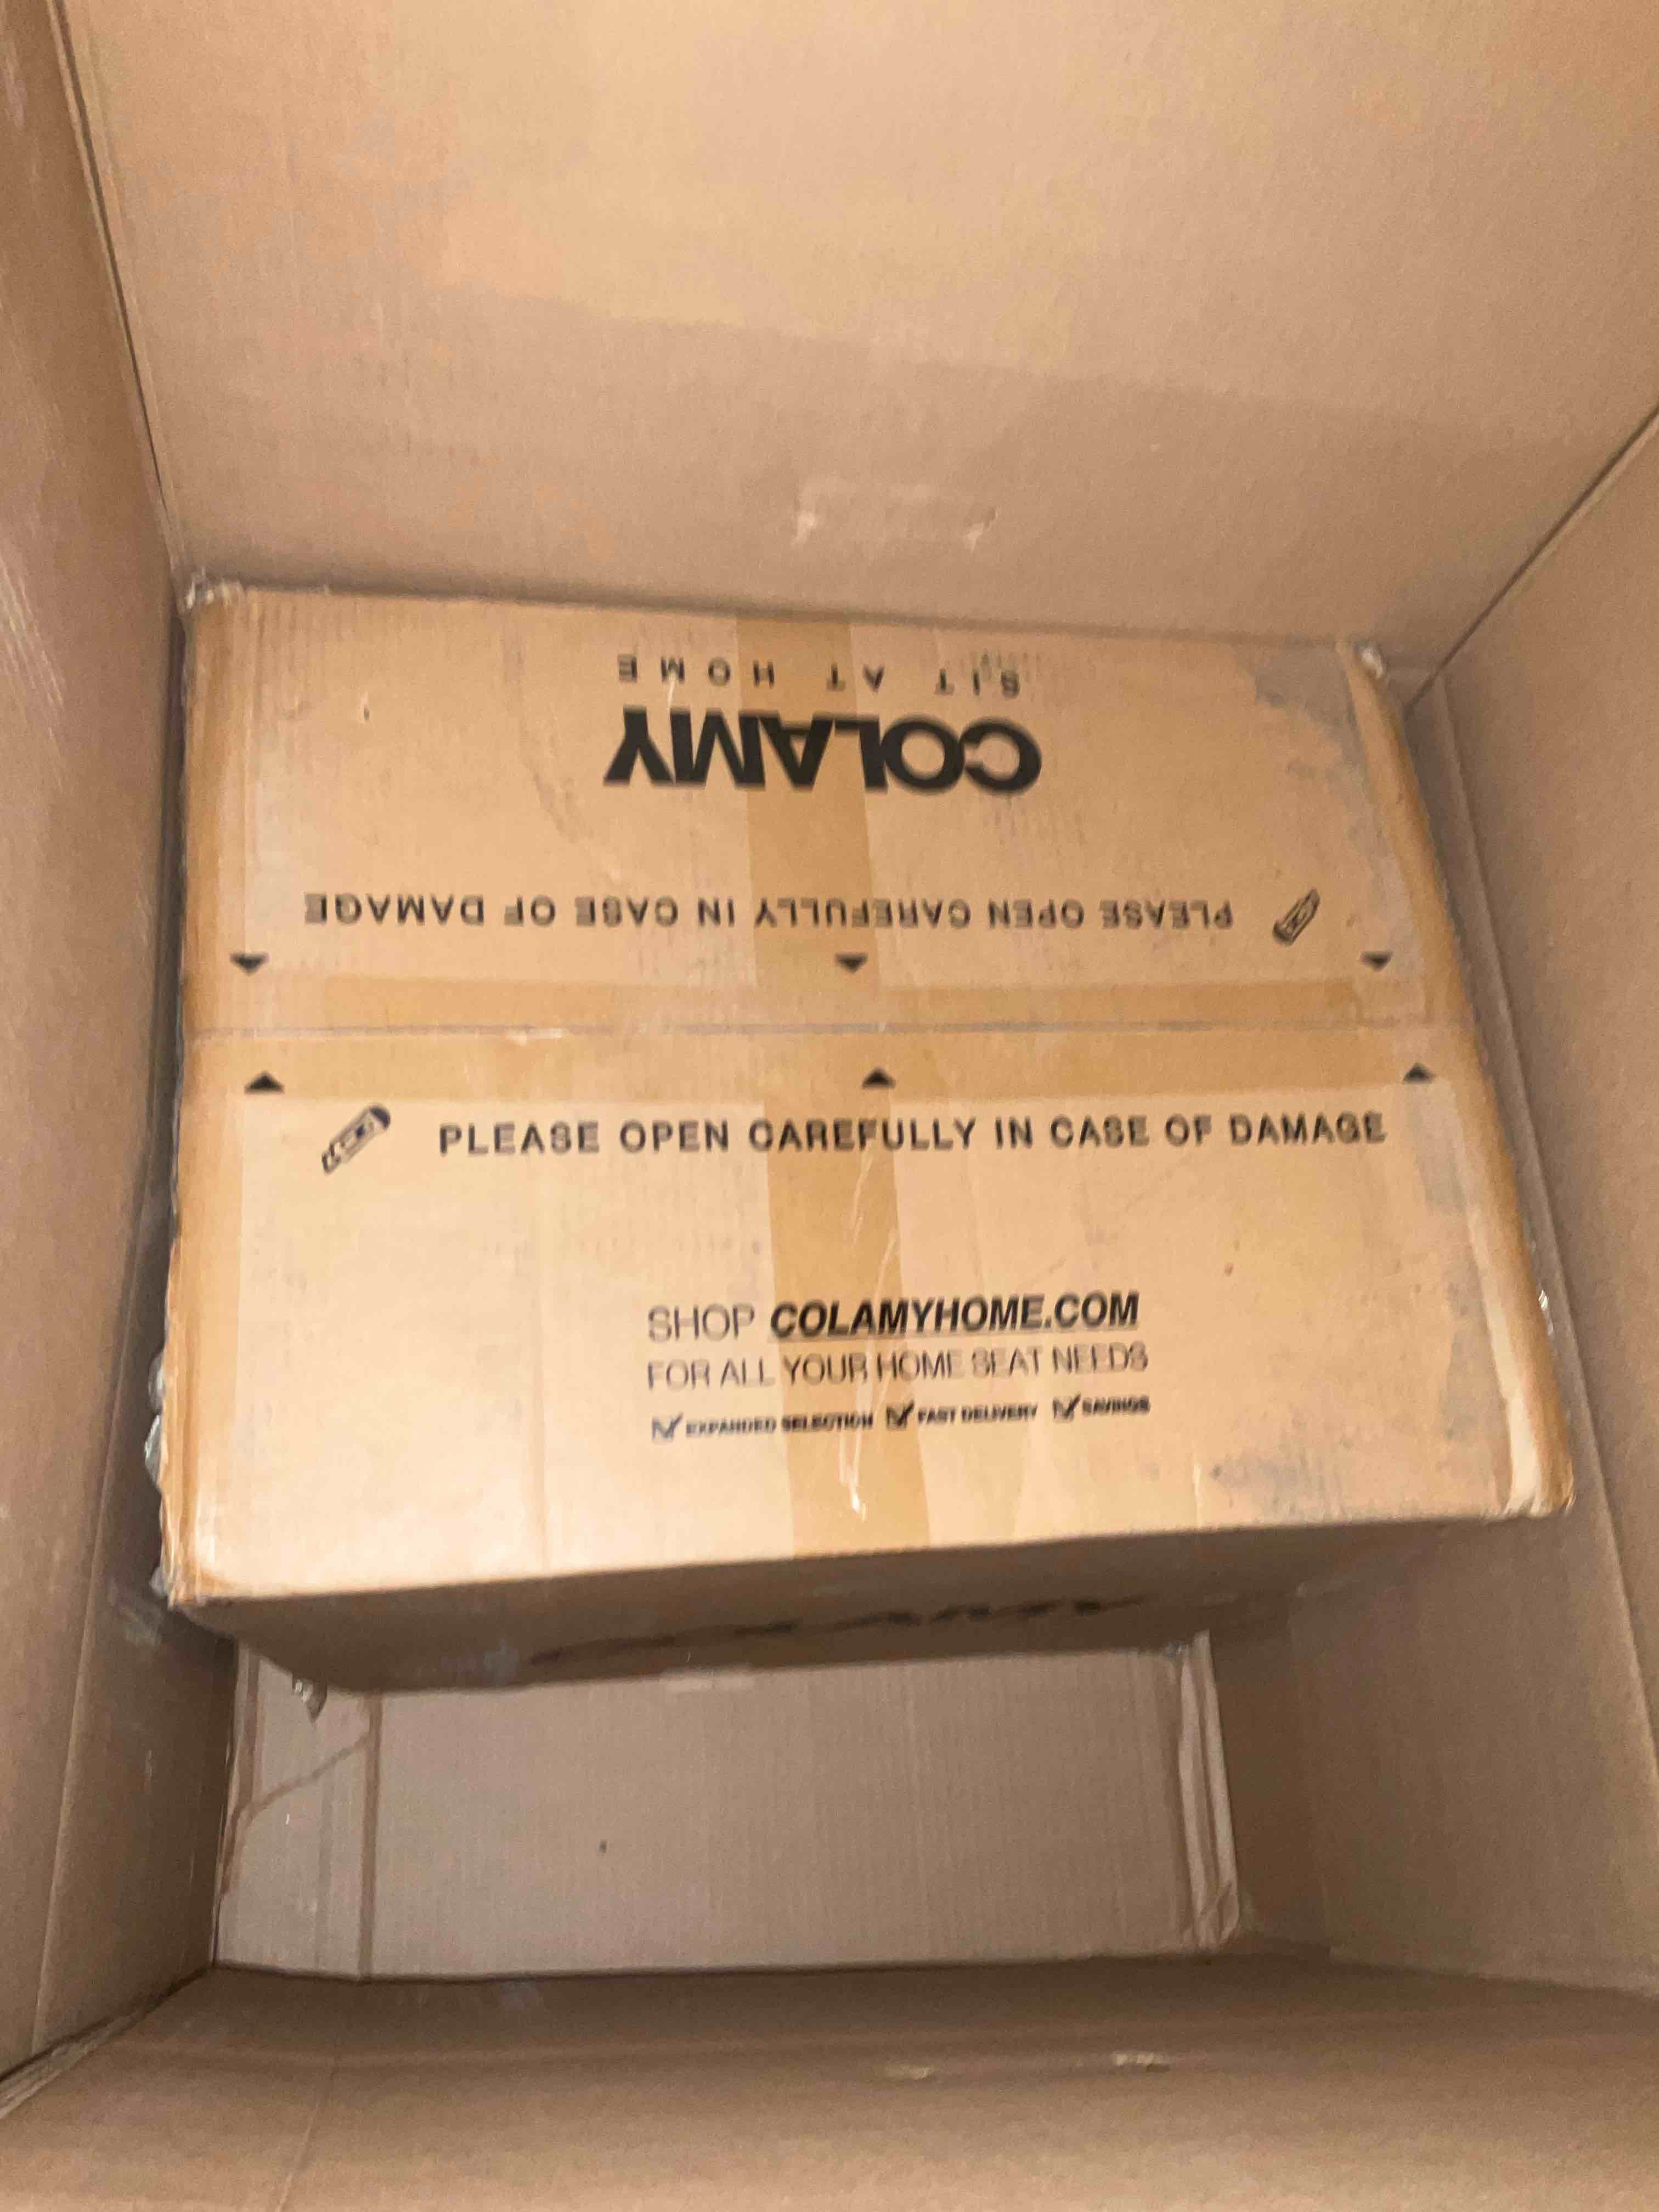 SIT AT HOME
COLAMY
PLEASE OPEN CAREFULLY IN CASE OF DAMAGE
PLEASE OPEN CAREFULLY IN CASE OF DAMAGE
SHOP COLAMYHOME.COM
FOR ALL YOUR HOME SEAT NEEDS
EXPANDED SELECTION FAST DELIVERY SAVINGS